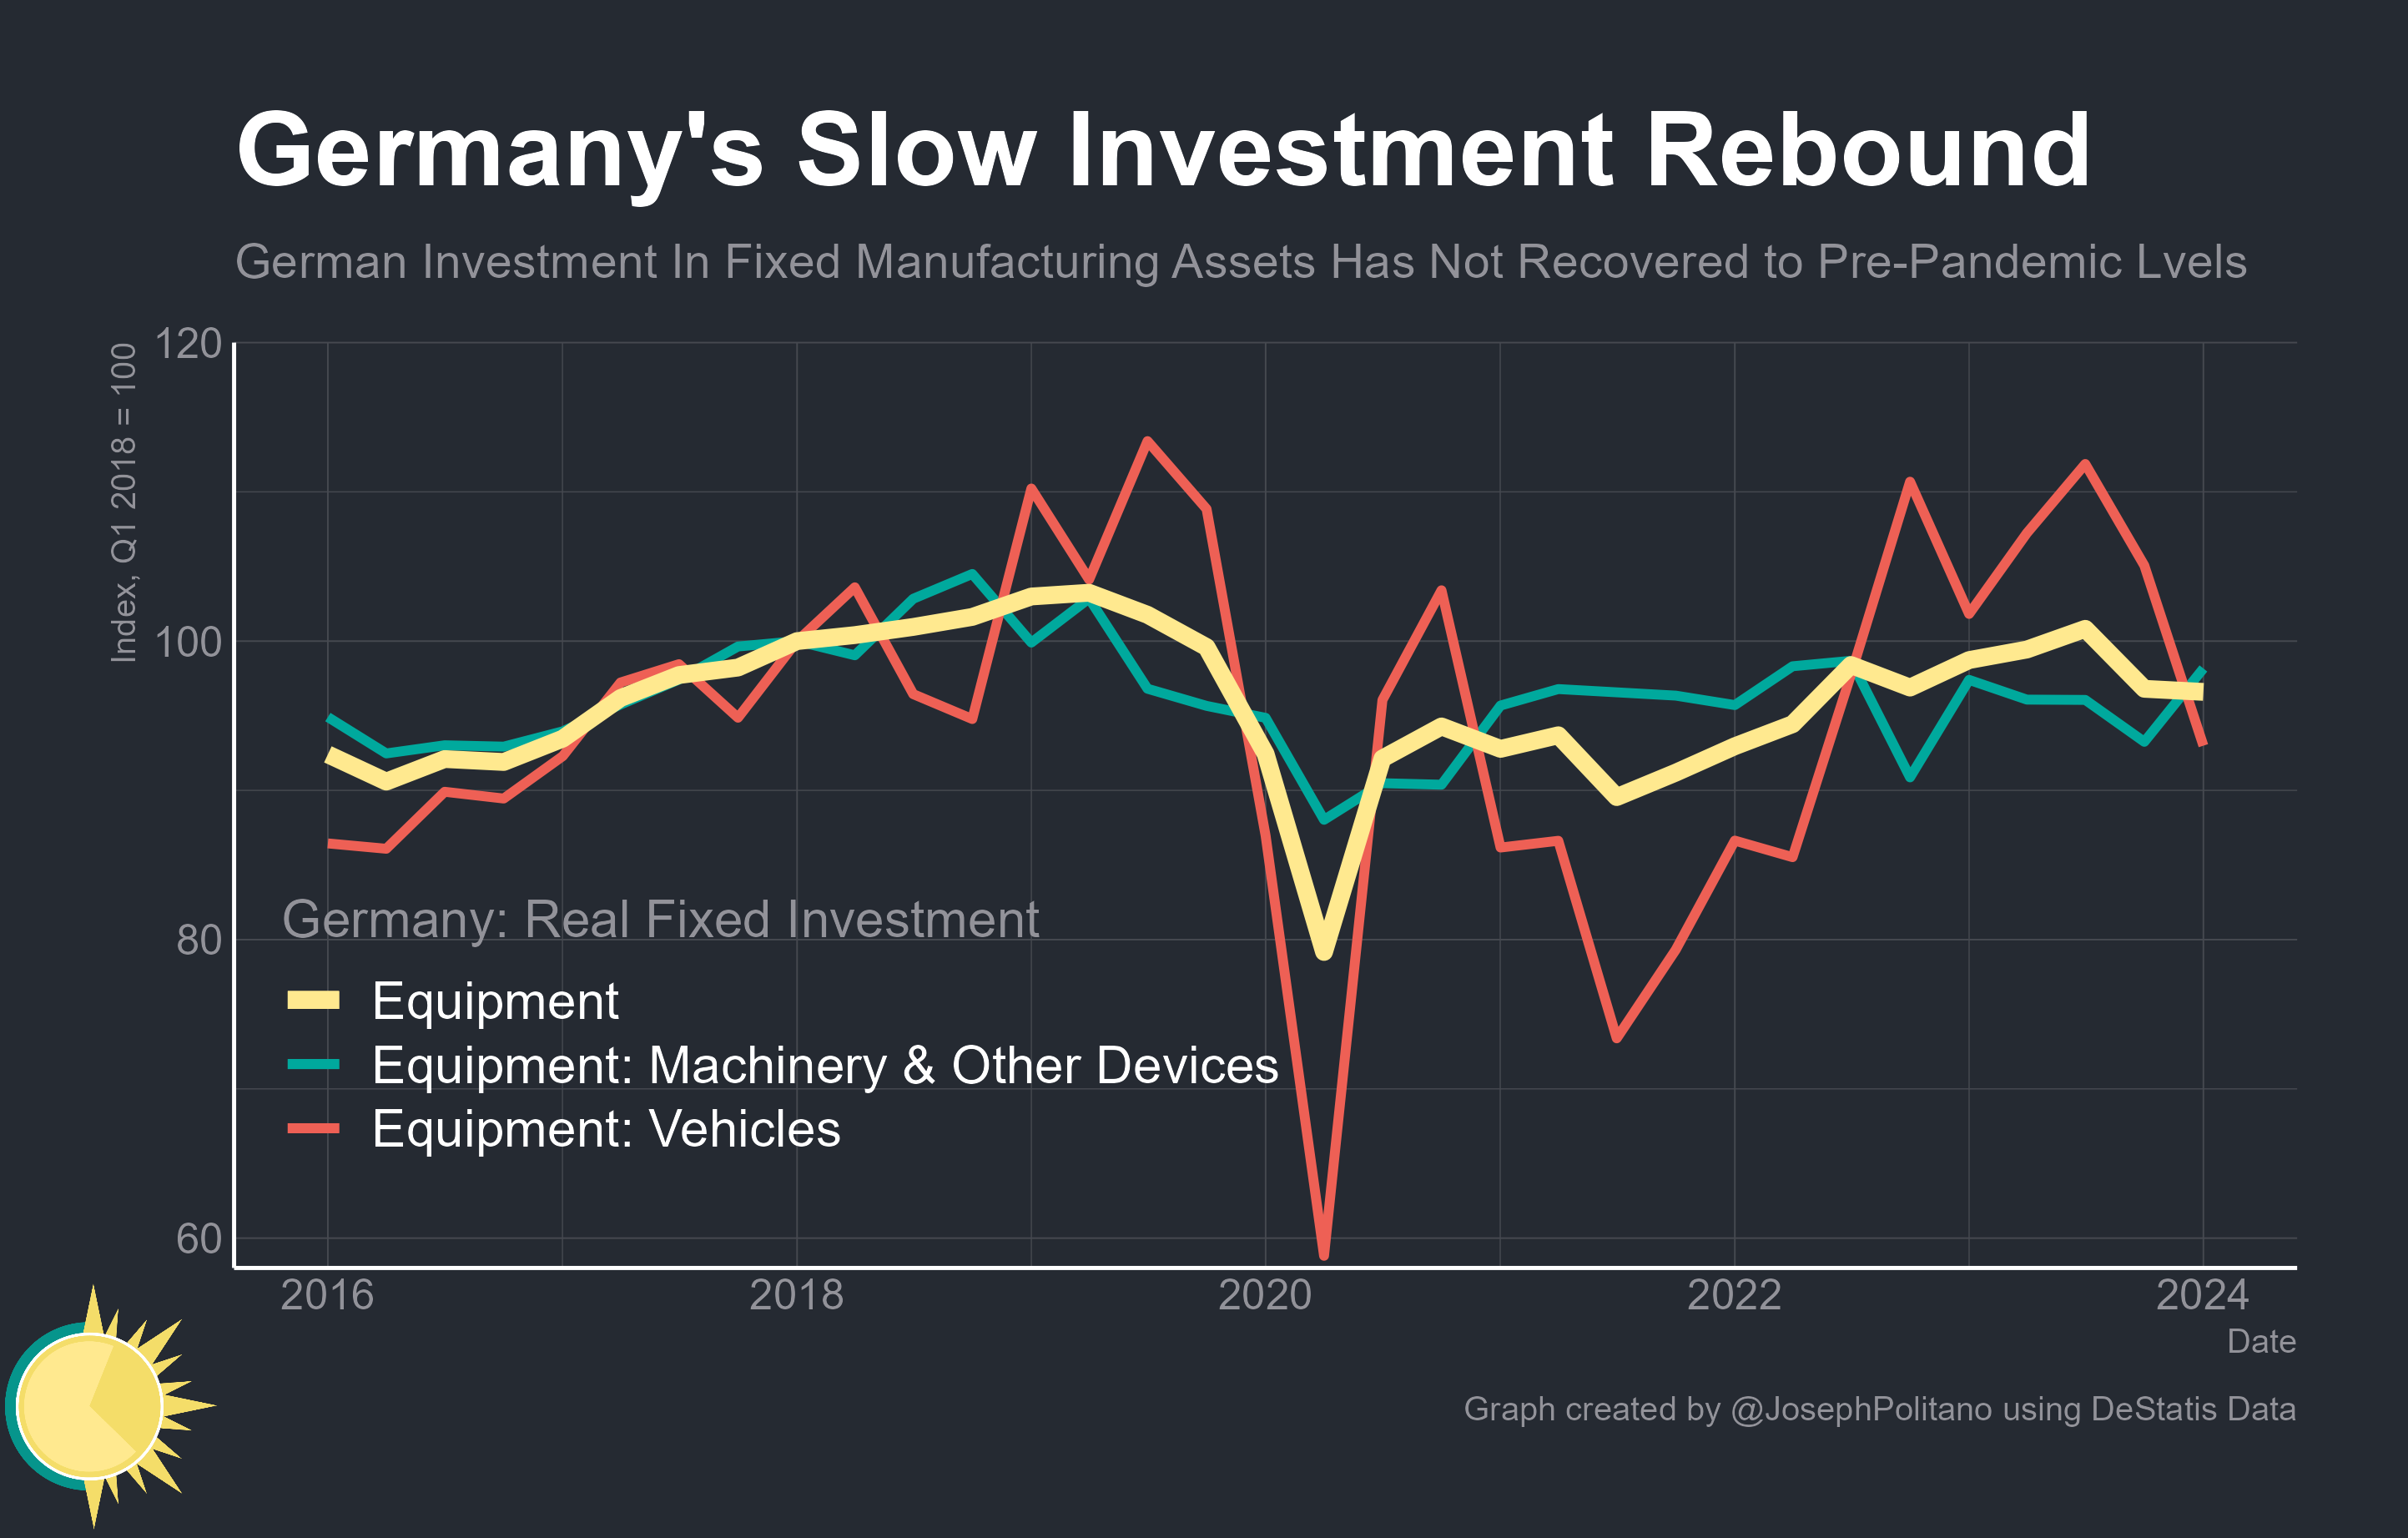 Germany's Slow Investment Rebound
German Investment In Fixed Manufacturing Assets Has Not Recovered to Pre-Pandemic Lvels
Index, Q1 2018 = 100
120
100
80
60
Germany: Real Fixed Investment
Equipment
Equipment: Machinery & Other Devices
Equipment: Vehicles
2016 2018 2020 2022 2024
Date
Graph created by @JosephPolitano using DeStatis Data